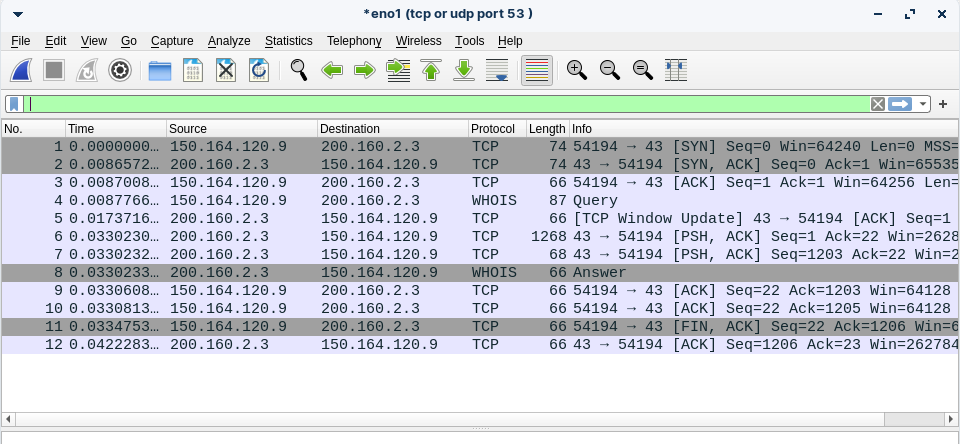 *eno1 (tcp or udp port 53 )
File Edit View Go Capture Analyze Statistics Telephony Wireless Tools Help
No. Time Source Destination Protocol Length Info
1 0.0000000… 150.164.120.9 200.160.2.3 TCP 74 54194 → 43 [SYN] Seq=0 Win=64240 Len=0 MSS=
2 0.0086572… 200.160.2.3 150.164.120.9 TCP 74 43 → 54194 [SYN, ACK] Seq=0 Ack=1 Win=65535
3 0.0087008… 150.164.120.9 200.160.2.3 TCP 66 54194 → 43 [ACK] Seq=1 Ack=1 Win=64256 Len=
4 0.0087766… 150.164.120.9 200.160.2.3 WHOIS 87 Query
5 0.0173716… 200.160.2.3 150.164.120.9 TCP 66 [TCP Window Update] 43 → 54194 [ACK] Seq=1
6 0.0330230… 200.160.2.3 150.164.120.9 TCP 1268 43 → 54194 [PSH, ACK] Seq=1 Ack=22 Win=2628
7 0.0330232… 200.160.2.3 150.164.120.9 TCP 68 43 → 54194 [PSH, ACK] Seq=1203 Ack=22 Win=2
8 0.0330233… 200.160.2.3 150.164.120.9 WHOIS 66 Answer
9 0.0330608… 150.164.120.9 200.160.2.3 TCP 66 54194 → 43 [ACK] Seq=22 Ack=1203 Win=64128
10 0.0330813… 150.164.120.9 200.160.2.3 TCP 66 54194 → 43 [ACK] Seq=22 Ack=1205 Win=64128
11 0.0334753… 150.164.120.9 200.160.2.3 TCP 66 54194 → 43 [FIN, ACK] Seq=22 Ack=1206 Win=6
12 0.0422283… 200.160.2.3 150.164.120.9 TCP 66 43 → 54194 [ACK] Seq=1206 Ack=23 Win=262784